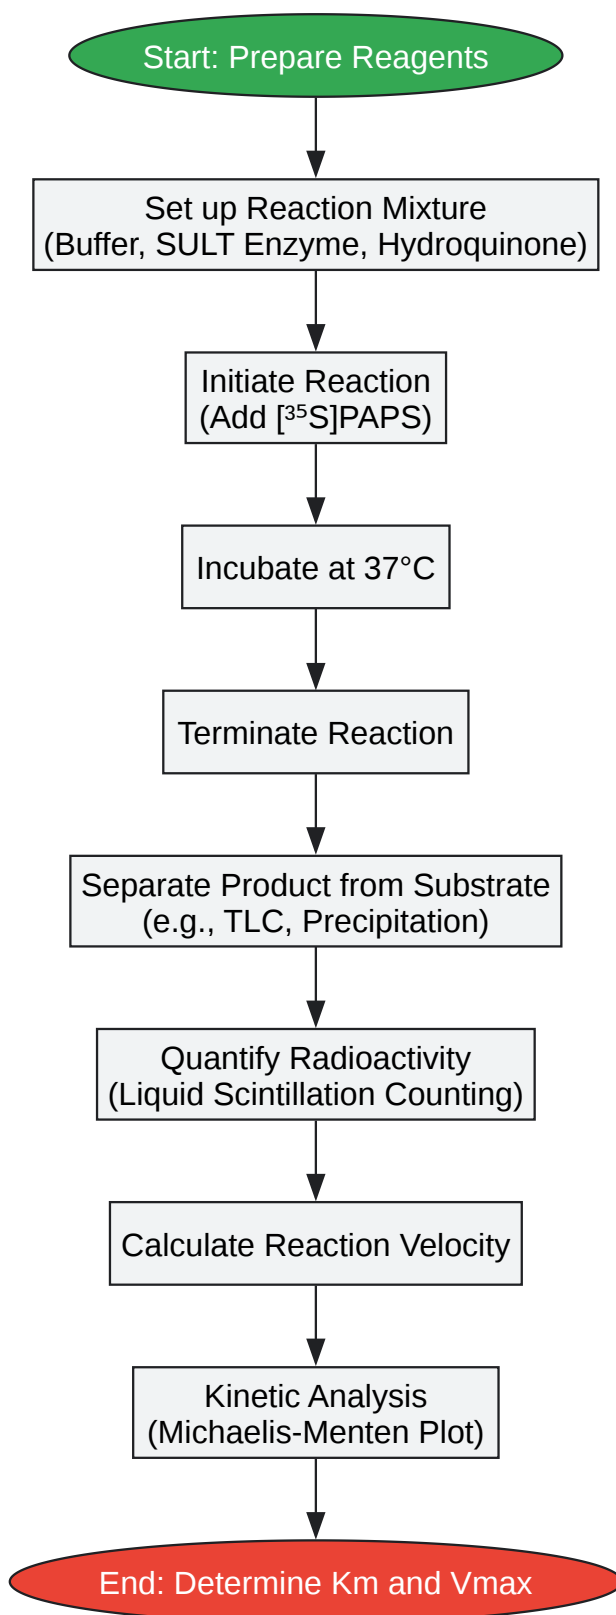 Start: Prepare Reagents
Set up Reaction Mixture
(Buffer, SULT Enzyme, Hydroquinone)
Initiate Reaction
(Add [³⁵S]PAPS)
Incubate at 37°C
Terminate Reaction
Separate Product from Substrate
(e.g., TLC, Precipitation)
Quantify Radioactivity
(Liquid Scintillation Counting)
Calculate Reaction Velocity
Kinetic Analysis
(Michaelis-Menten Plot)
End: Determine Km and Vmax